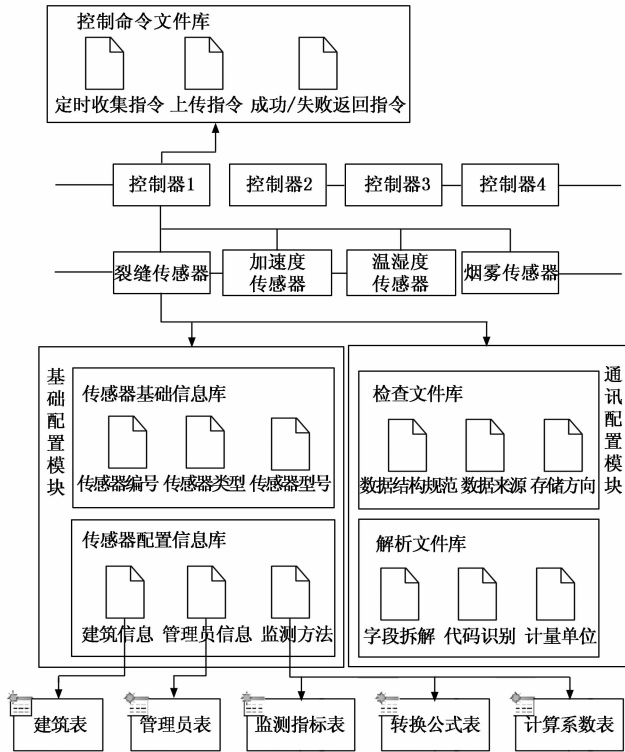 控制命令文件库
定时收集指令 上传指令 成功/失败返回指令
控制器1 控制器2 控制器3 控制器4
裂缝传感器 加速度传感器 温湿度传感器 烟雾传感器
基础配置模块
传感器基础信息库
传感器编号 传感器类型 传感器型号
传感器配置信息库
建筑信息 管理员信息 监测方法
通讯配置模块
检查文件库
数据结构规范 数据来源 存储方向
解析文件库
字段拆解 代码识别 计量单位
建筑表 管理员表 监测指标表 转换公式表 计算系数表